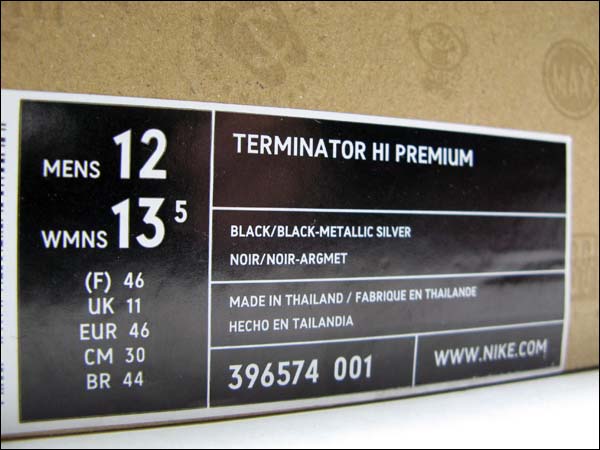 MAX
MENS 12
WMNS 13 5
(F) 46
UK 11
EUR 46
CM 30
BR 44
TERMINATOR HI PREMIUM
BLACK/BLACK-METALLIC SILVER
NOIR/NOIR-ARGMET
MADE IN THAILAND / FABRIQUE EN THAILANDE
HECHO EN TAILANDIA
396574 001
WWW.NIKE.COM